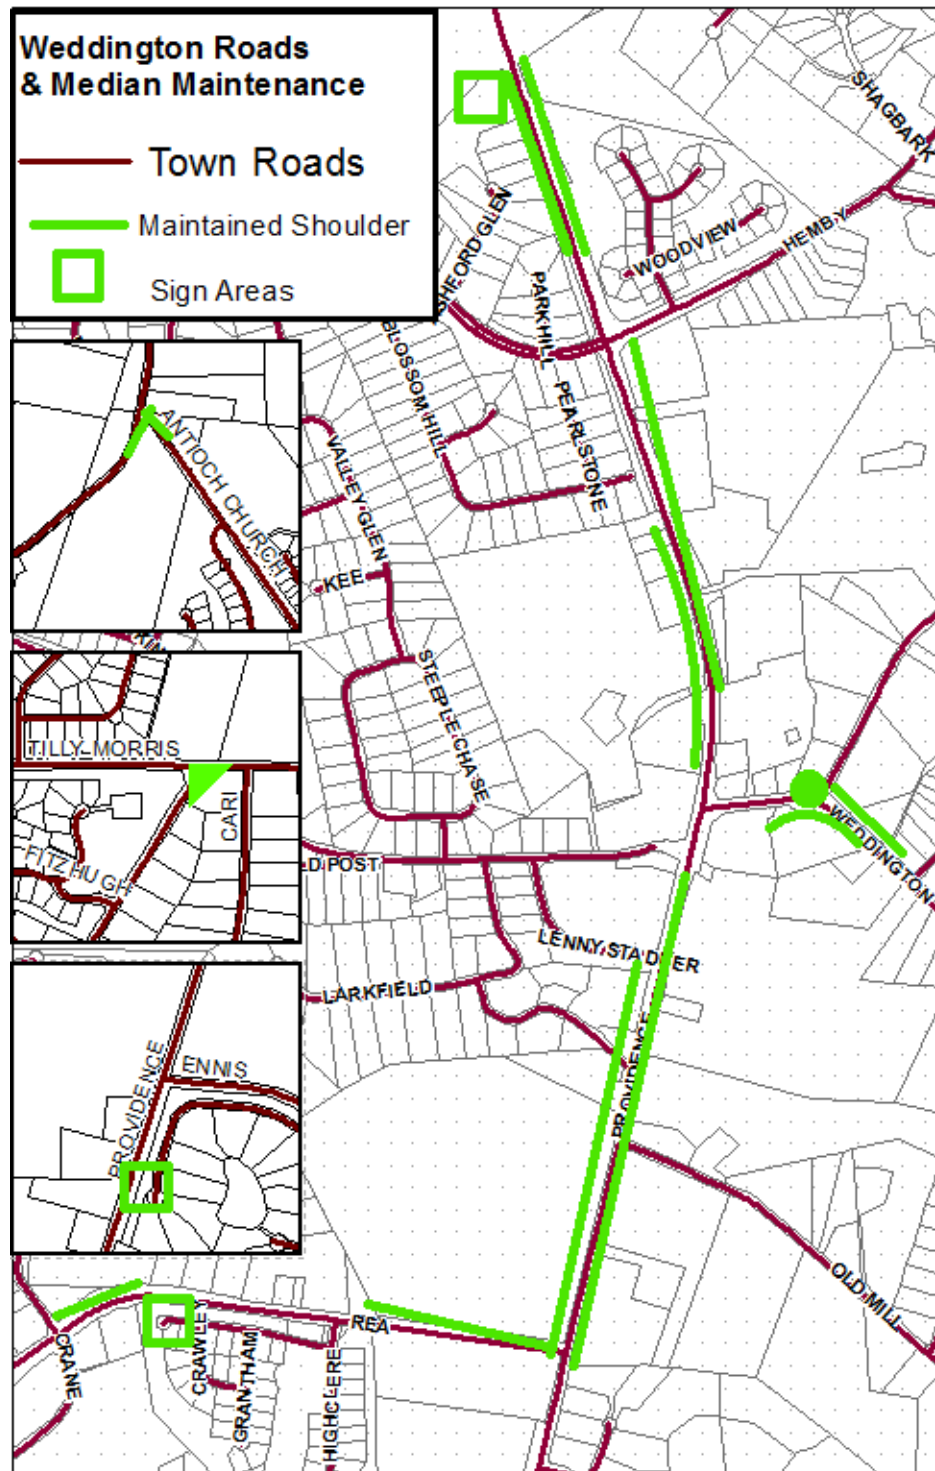 Weddington Roads
& Median Maintenance
Town Roads
Maintained Shoulder
Sign Areas
SHAGBARK
HEMBY
WOODVIEW
PARKHILL
PEARLSTONE
BLOSSOM HILL
VALLEY GLEN
KEE
STEEPLE CHASE
ANTIOCH CHURCH
TILLY MORRIS
CARI
FITZHUGH
D POST
WEDDINGTON
LENNY STADLER
LARKFIELD
PROVIDENCE
PROVIDENCE
ENNIS
OLD MILL
REA
CRANE
CRAWLEY
GRANTHAM
HIGHCLERE